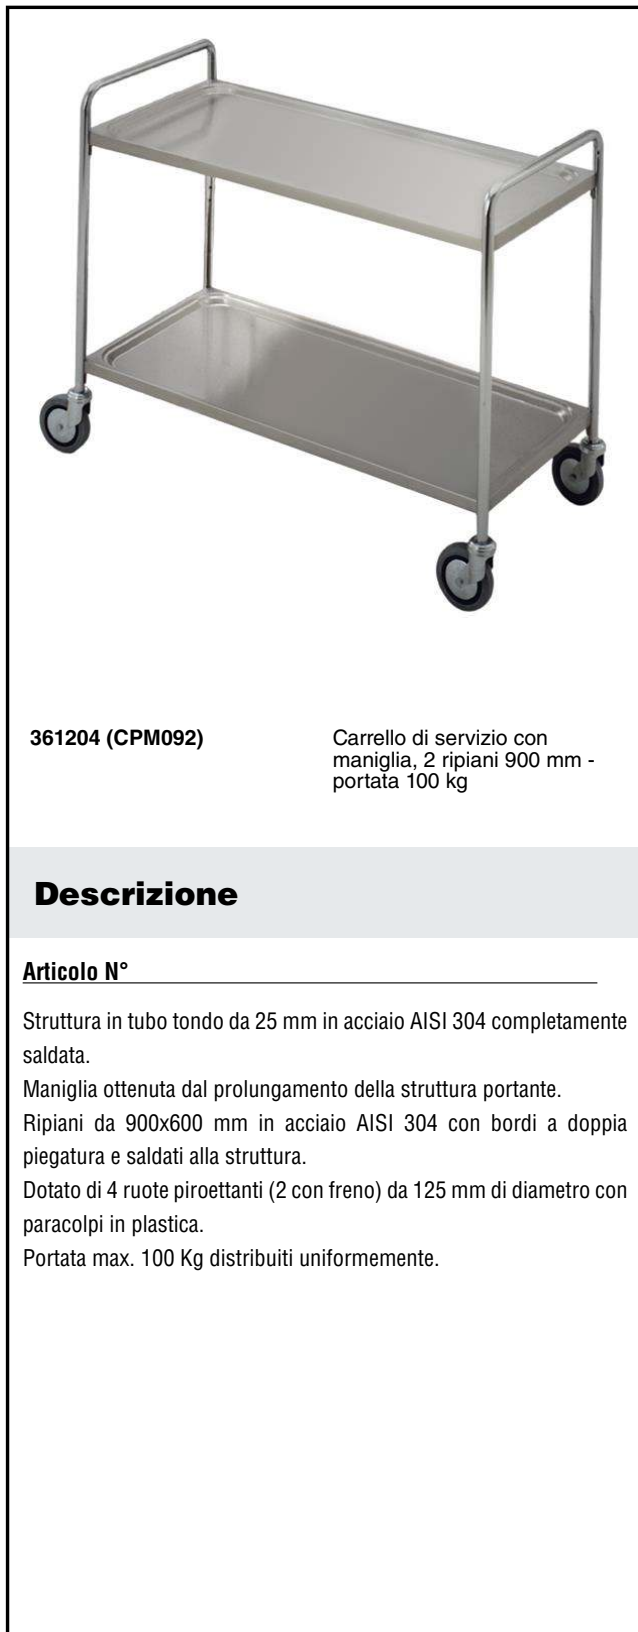 361204 (CPM092)
Carrello di servizio con
maniglia, 2 ripiani 900 mm -
portata 100 kg
Descrizione
Articolo N°
Struttura in tubo tondo da 25 mm in acciaio AISI 304 completamente
saldata.
Maniglia ottenuta dal prolungamento della struttura portante.
Ripiani da 900x600 mm in acciaio AISI 304 con bordi a doppia
piegatura e saldati alla struttura.
Dotato di 4 ruote piroettanti (2 con freno) da 125 mm di diametro con
paracolpi in plastica.
Portata max. 100 Kg distribuiti uniformemente.